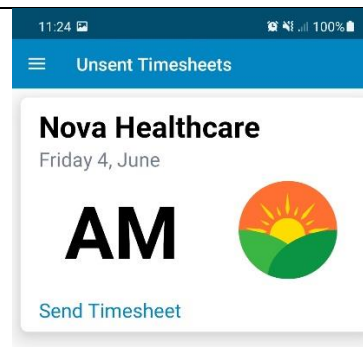 11:24 100%
Unsent Timesheets
Nova Healthcare
Friday 4, June
AM
Send Timesheet